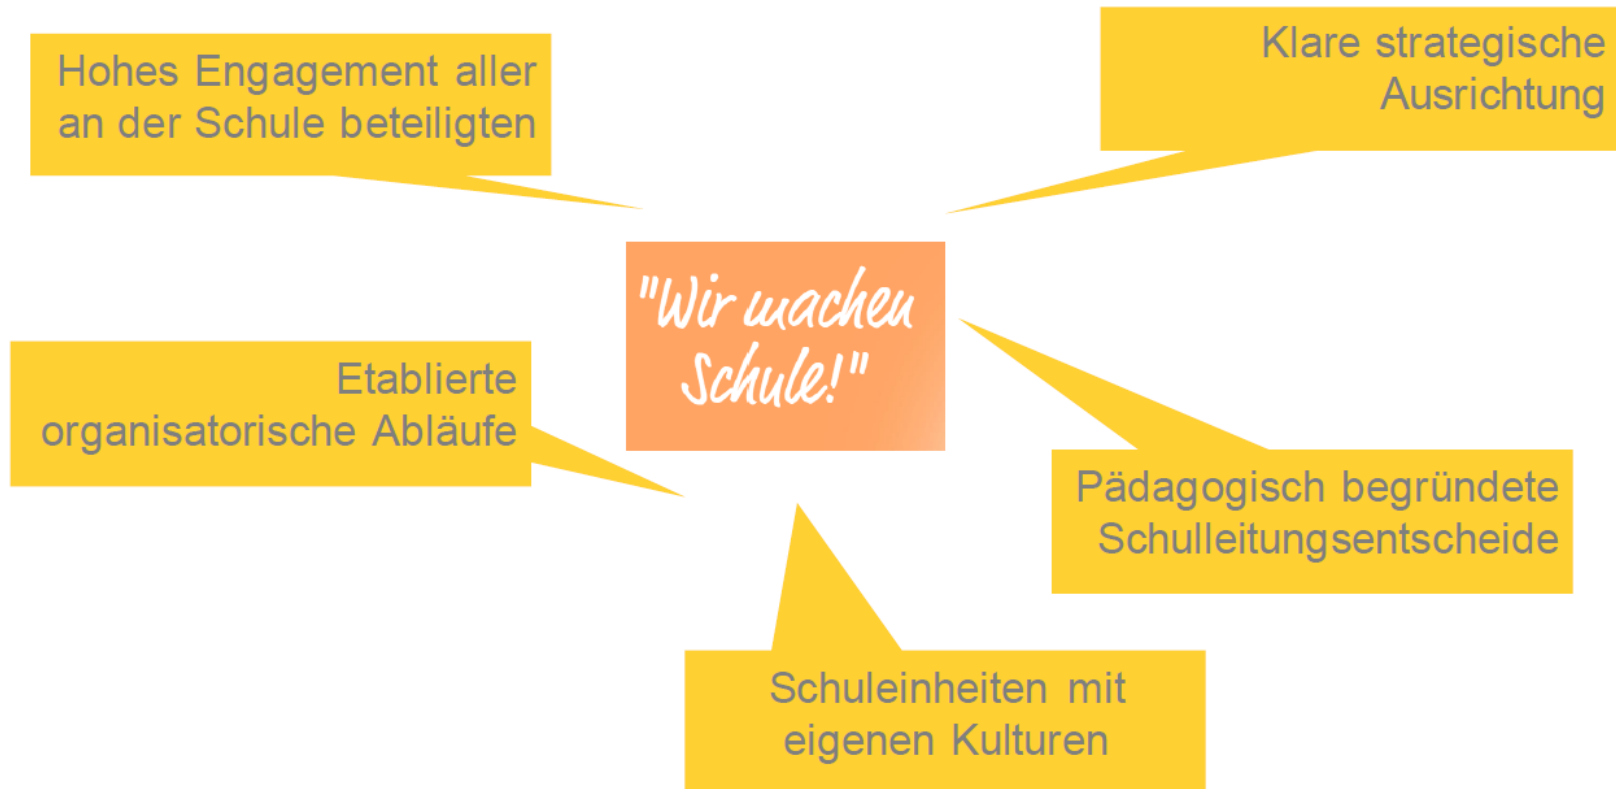 Hohes Engagement aller
an der Schule beteiligten
Klare strategische
Ausrichtung
"Wir machen
Schule!"
Etablierte
organisatorische Abläufe
Pädagogisch begründete
Schulleitungsentscheide
Schuleinheiten mit
eigenen Kulturen